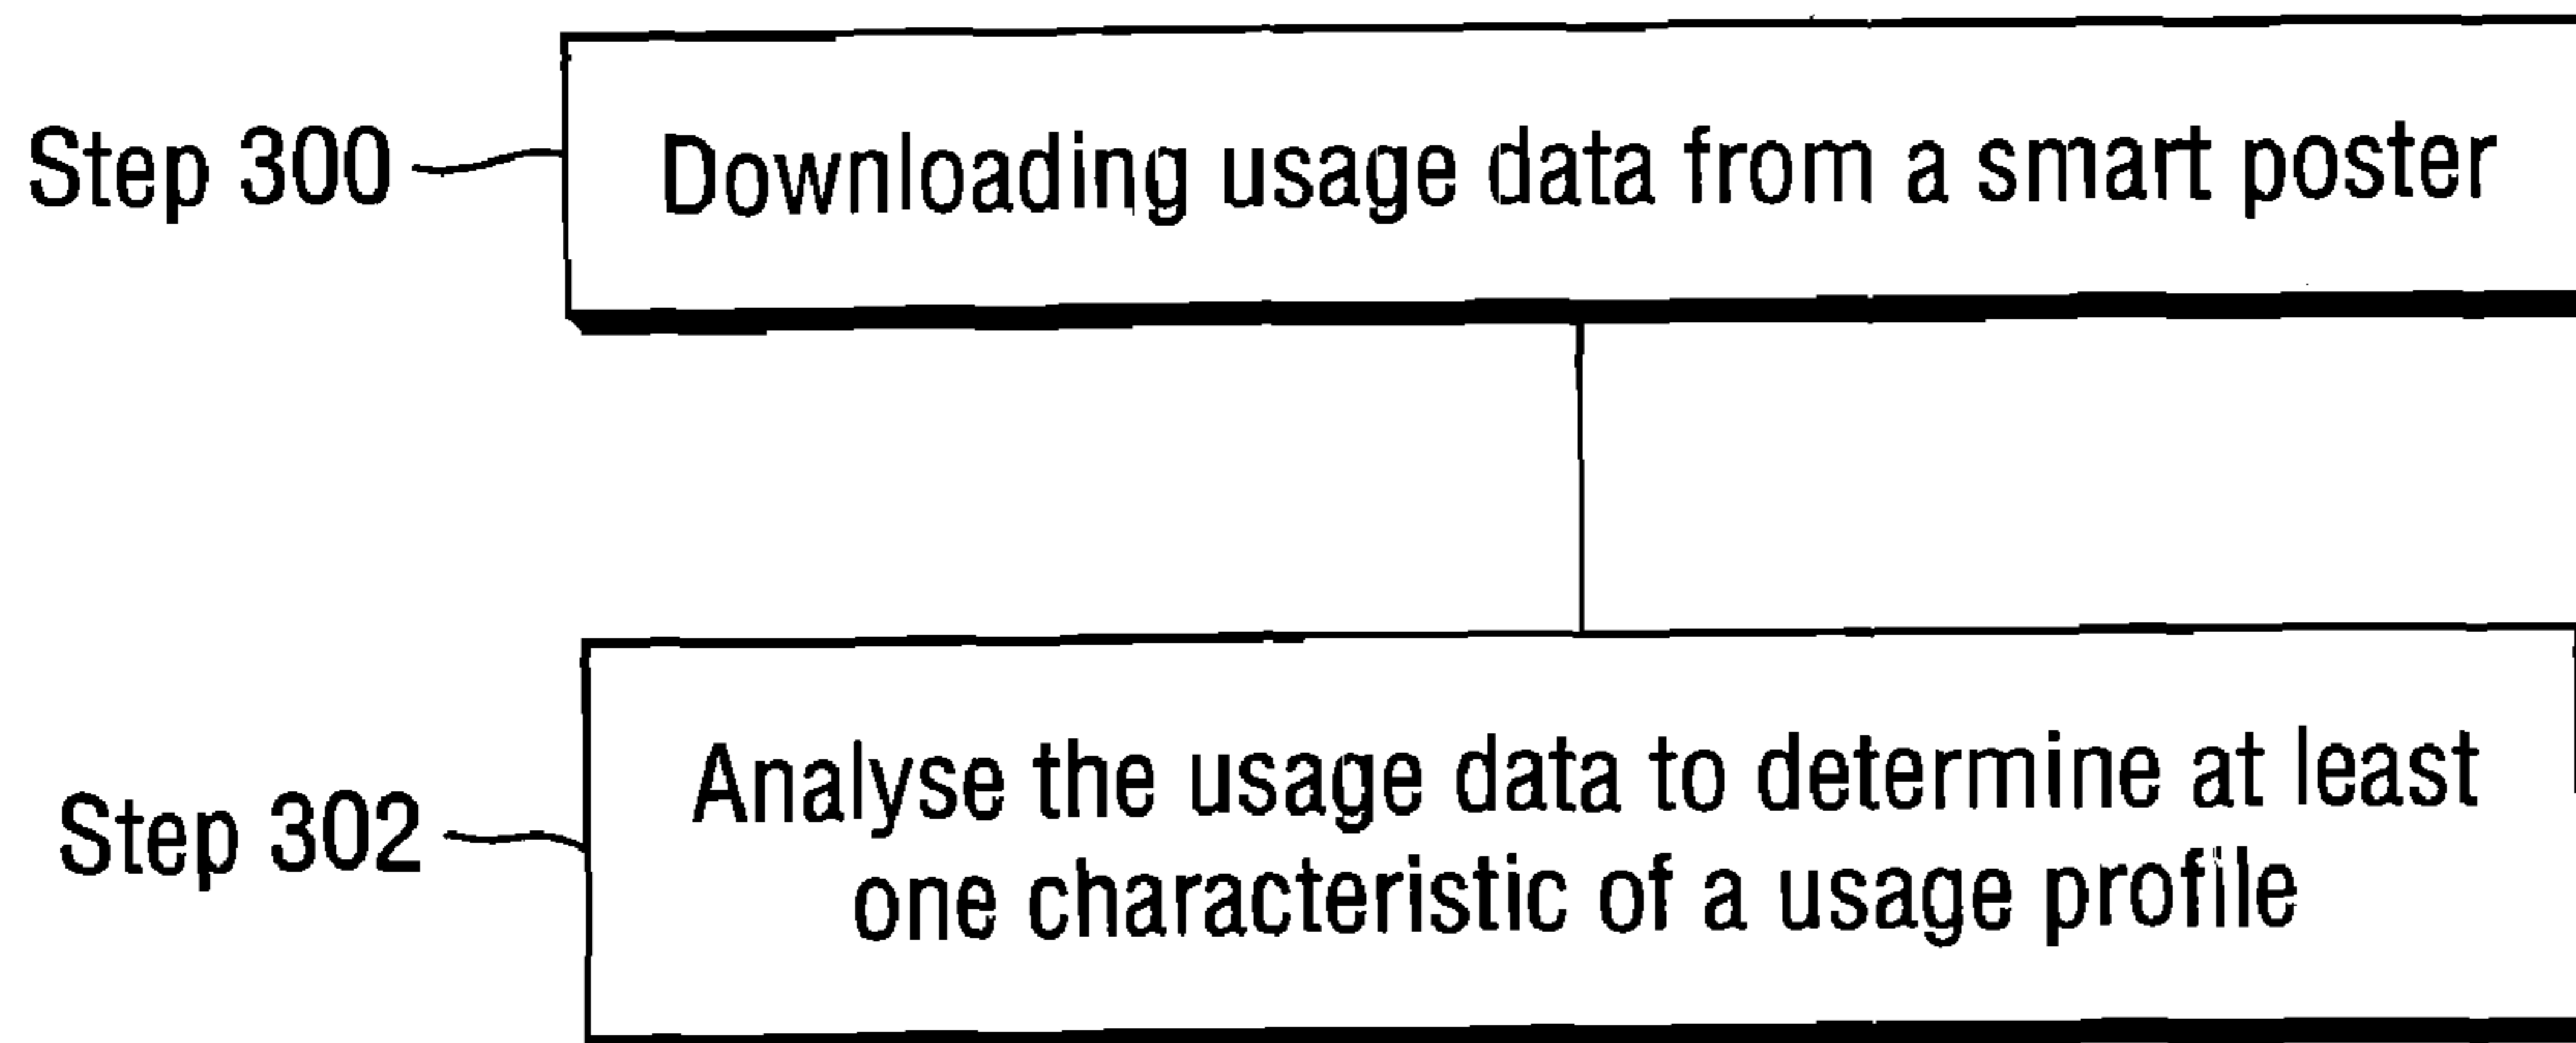 Step 300
Downloading usage data from a smart poster
Step 302
Analyse the usage data to determine at least
one characteristic of a usage profile